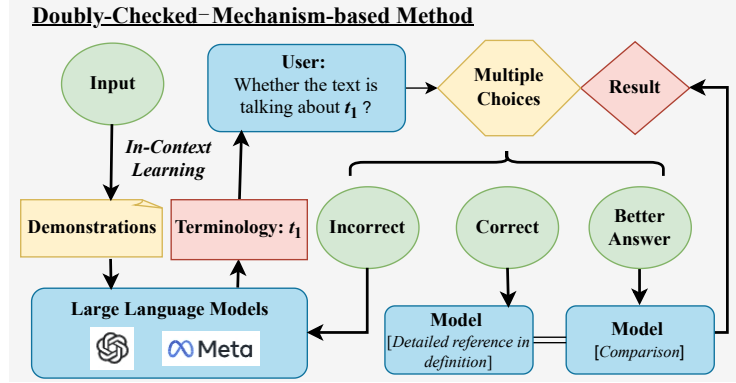 Doubly-Checked-Mechanism-based Method
Input
In-Context
Learning
Demonstrations
Terminology: t1
User:
Whether the text is
talking about t1 ?
Multiple
Choices
Result
Incorrect
Correct
Better
Answer
Large Language Models
Meta
Model
[Detailed reference in
definition]
Model
[Comparison]